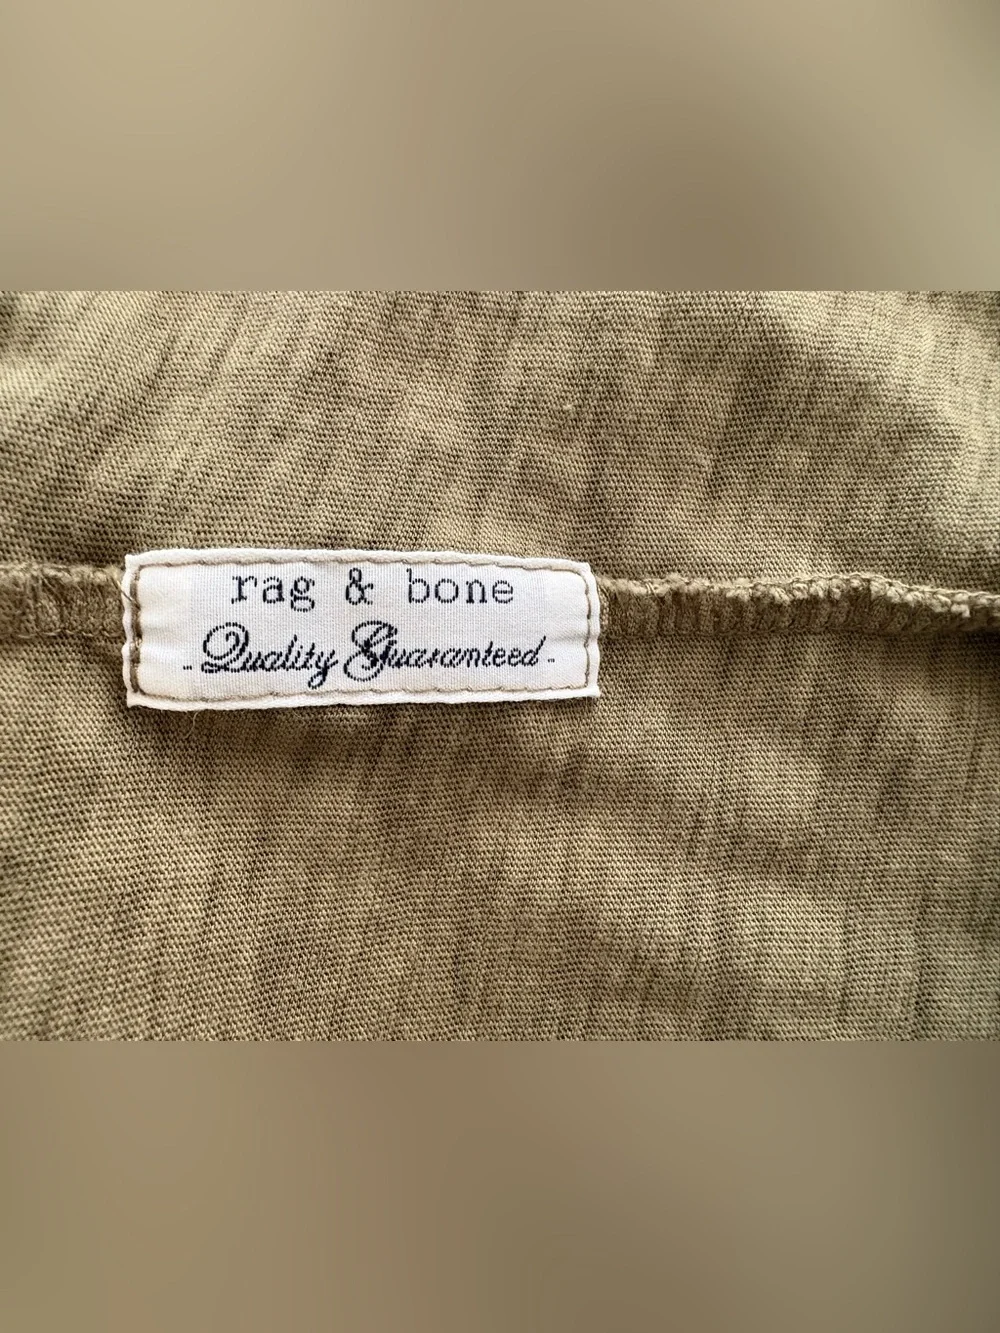 rag & bone
- Quality Guaranteed -